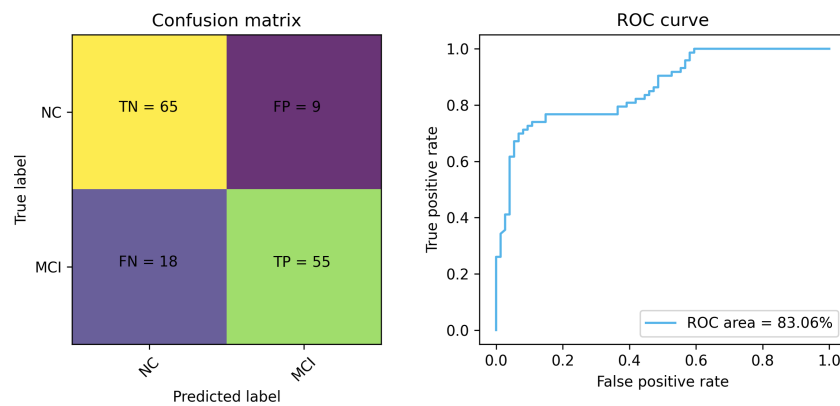 Confusion matrix
NC
MCI
True label
TN = 65
FP = 9
FN = 18
TP = 55
NC
MCI
Predicted label
ROC curve
1.0
0.8
0.6
0.4
0.2
0.0
True positive rate
ROC area = 83.06%
0.0
0.2
0.4
0.6
0.8
1.0
False positive rate